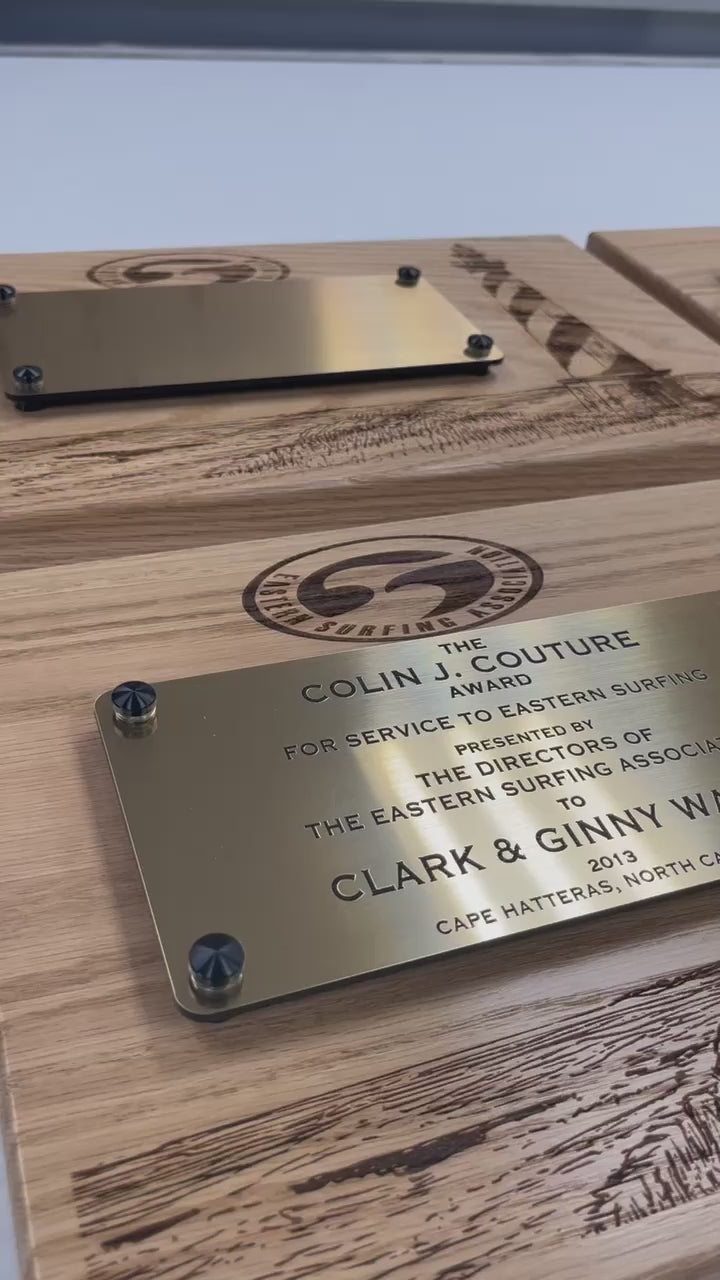 EASTERN SURFING ASSOCIATION
THE
COLIN J. COUTURE
AWARD
FOR SERVICE TO EASTERN SURFING
PRESENTED BY
THE DIRECTORS OF
THE EASTERN SURFING
TO
CLARK & GINNY
2013
CAPE HATTERAS, NORTH